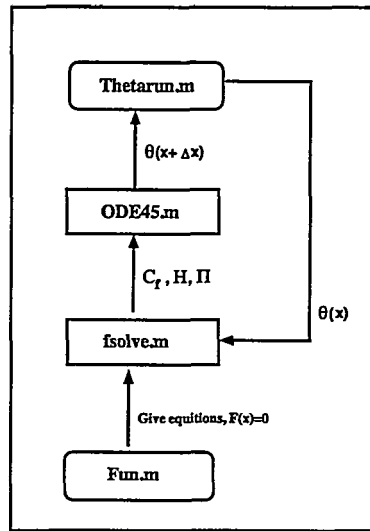 Thetarun.m
θ(x+ Δx)
ODE45.m
C_f , H, Π
θ(x)
fsolve.m
Give equitions, F(x)=0
Fun.m